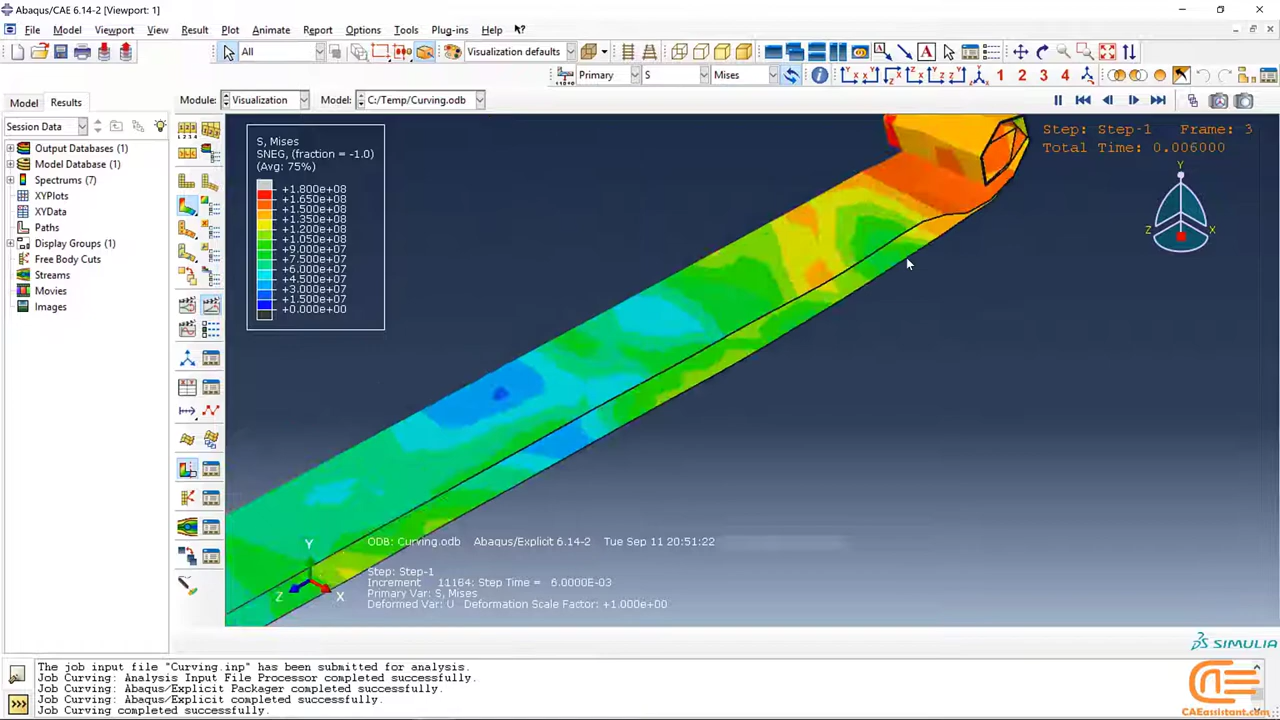 Abaqus/CAE 6.14-2 [Viewport: 1]
File Model Viewport View Result Plot Animate Report Options Tools Plug-ins Help
All Visualization defaults
Primary S Mises
1 2 3 4
Model Results Module: Visualization Model: C:/Temp/Curving.odb
Session Data
Output Databases (1)
Model Database (1)
Spectrums (7)
XYPlots
XYData
Paths
Display Groups (1)
Free Body Cuts
Streams
Movies
Images
S, Mises
SNEG, (fraction = -1.0)
(Avg: 75%)
+1.800e+08
+1.650e+08
+1.500e+08
+1.350e+08
+1.200e+08
+1.050e+08
+9.000e+07
+7.500e+07
+6.000e+07
+4.500e+07
+3.000e+07
+1.500e+07
+0.000e+00
Step: Step-1 Frame: 3
Total Time: 0.006000
Y
Z X
Y
Z X
ODB: Curving.odb Abaqus/Explicit 6.14-2 Tue Sep 11 20:51:22
Step: Step-1
Increment 11184: Step Time = 6.0000E-03
Primary Var: S, Mises
Deformed Var: U Deformation Scale Factor: +1.000e+00
SIMULIA
The job input file "Curving.inp" has been submitted for analysis.
Job Curving: Analysis Input File Processor completed successfully.
Job Curving: Abaqus/Explicit Packager completed successfully.
Job Curving: Abaqus/Explicit completed successfully.
Job Curving completed successfully.
>>>
CAEassistant.com